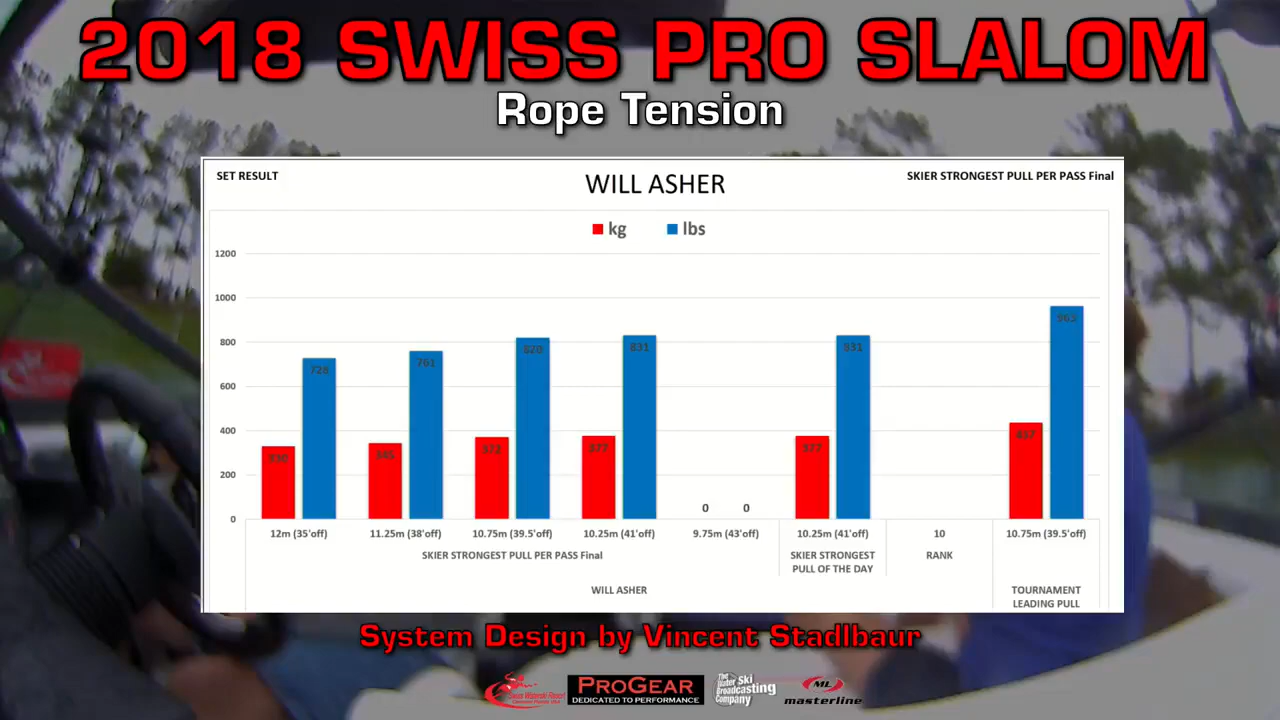 2018 SWISS PRO SLALOM
Rope Tension
SET RESULT
WILL ASHER
SKIER STRONGEST PULL PER PASS Final
kg lbs
1200
1000
800
600
400
200
0
330 728 345 761 372 820 377 831 0 0 377 831 437 963
12m (35'off) 11.25m (38'off) 10.75m (39.5'off) 10.25m (41'off) 9.75m (43'off) 10.25m (41'off) 10 10.75m (39.5'off)
SKIER STRONGEST PULL PER PASS Final
SKIER STRONGEST
PULL OF THE DAY
RANK
WILL ASHER
TOURNAMENT
LEADING PULL
System Design by Vincent Stadlbaur
Swiss Waterski Resort
PROGEAR
DEDICATED TO PERFORMANCE
The Water Ski
Broadcasting
Company
ML
masterline